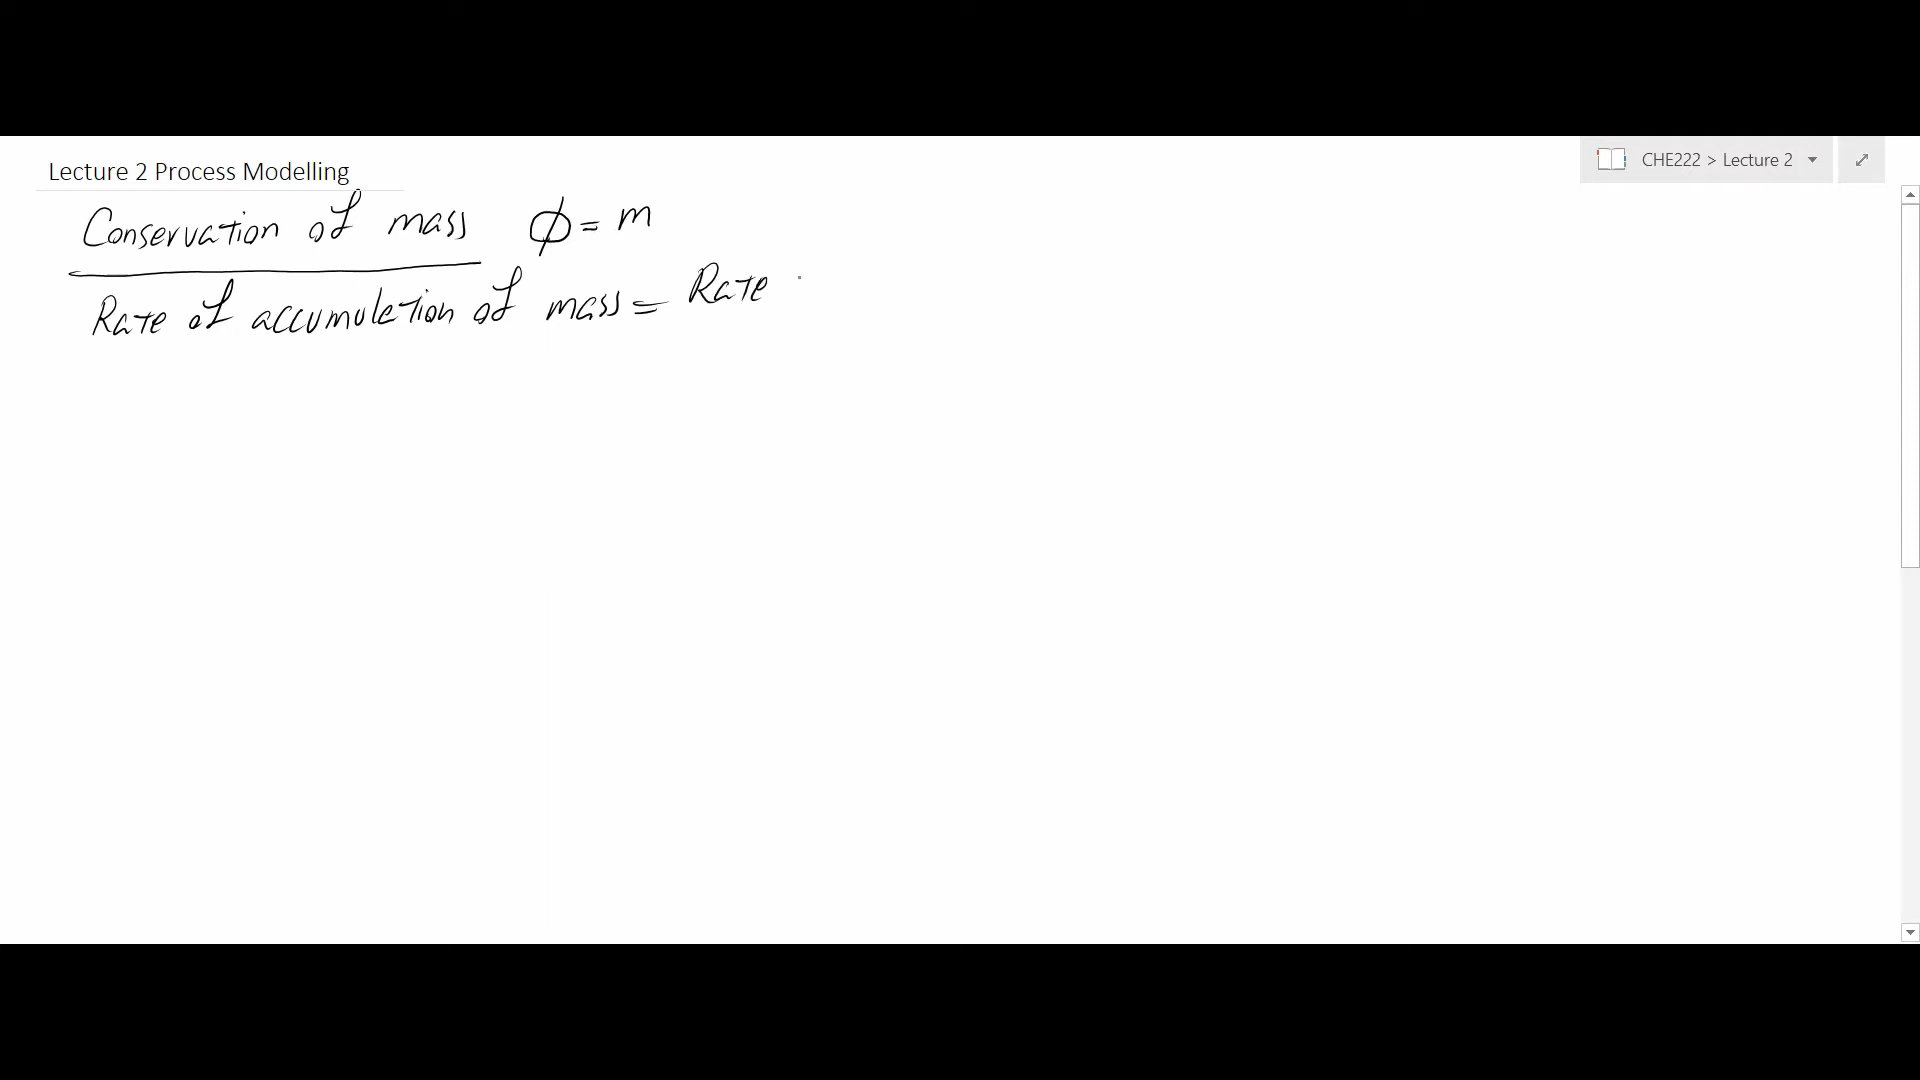 CHE222 > Lecture 2
Lecture 2 Process Modelling
Conservation of mass φ = m
Rate of accumulation of mass = Rate